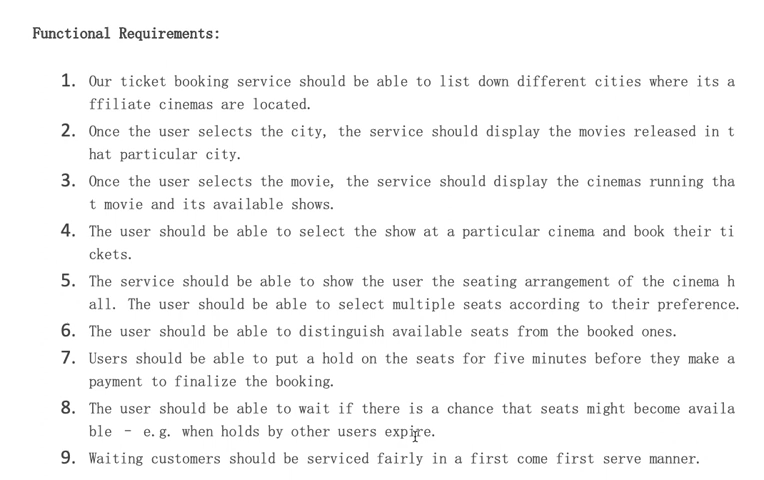 Functional Requirements:
1. Our ticket booking service should be able to list down different cities where its a
ffiliate cinemas are located.
2. Once the user selects the city, the service should display the movies released in t
hat particular city.
3. Once the user selects the movie, the service should display the cinemas running tha
t movie and its available shows.
4. The user should be able to select the show at a particular cinema and book their ti
ckets.
5. The service should be able to show the user the seating arrangement of the cinema h
all. The user should be able to select multiple seats according to their preference.
6. The user should be able to distinguish available seats from the booked ones.
7. Users should be able to put a hold on the seats for five minutes before they make a
payment to finalize the booking.
8. The user should be able to wait if there is a chance that seats might become availa
ble – e.g. when holds by other users expire.
9. Waiting customers should be serviced fairly in a first come first serve manner.